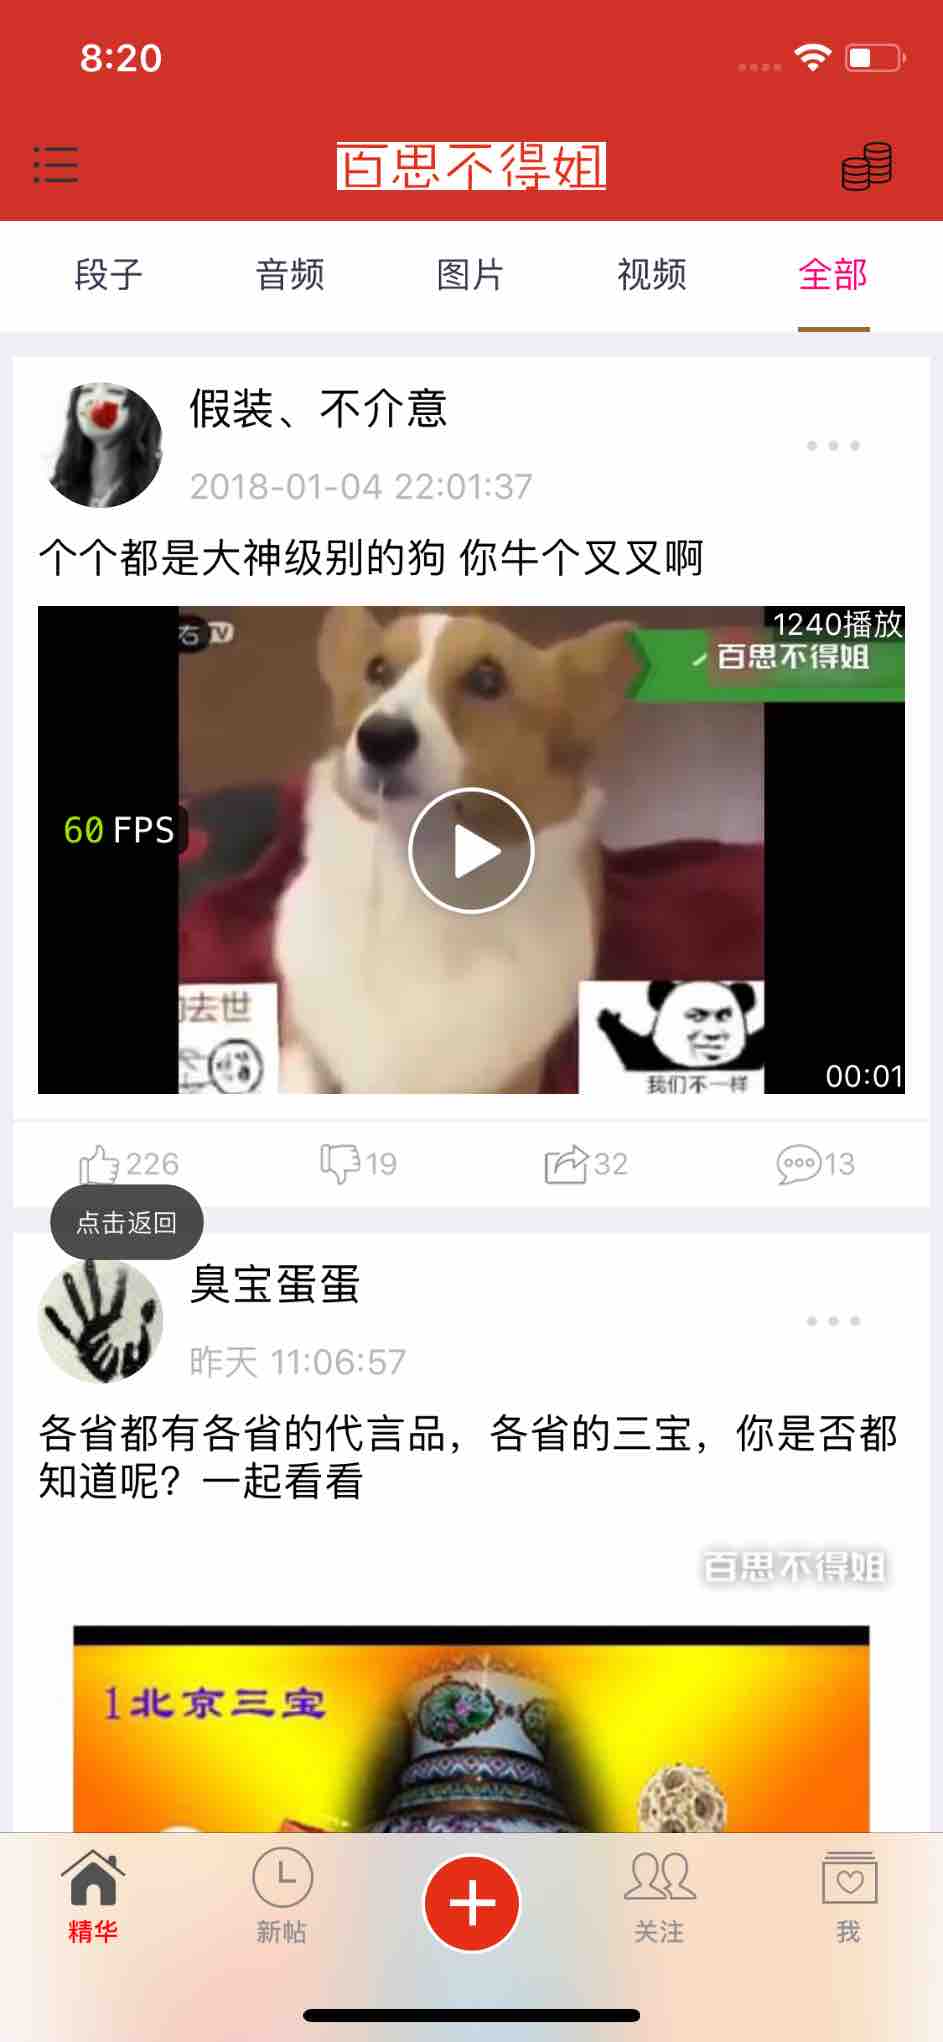 8:20
百思不得姐
段子
音频
图片
视频
全部
假装、不介意
2018-01-04 22:01:37
个个都是大神级别的狗 你牛个叉叉啊
右 V
1240播放
百思不得姐
60 FPS
去世
我们不一样
00:01
226
19
32
13
点击返回
臭宝蛋蛋
昨天 11:06:57
各省都有各省的代言品，各省的三宝，你是否都
知道呢？一起看看
百思不得姐
1北京三宝
精华
新帖
关注
我